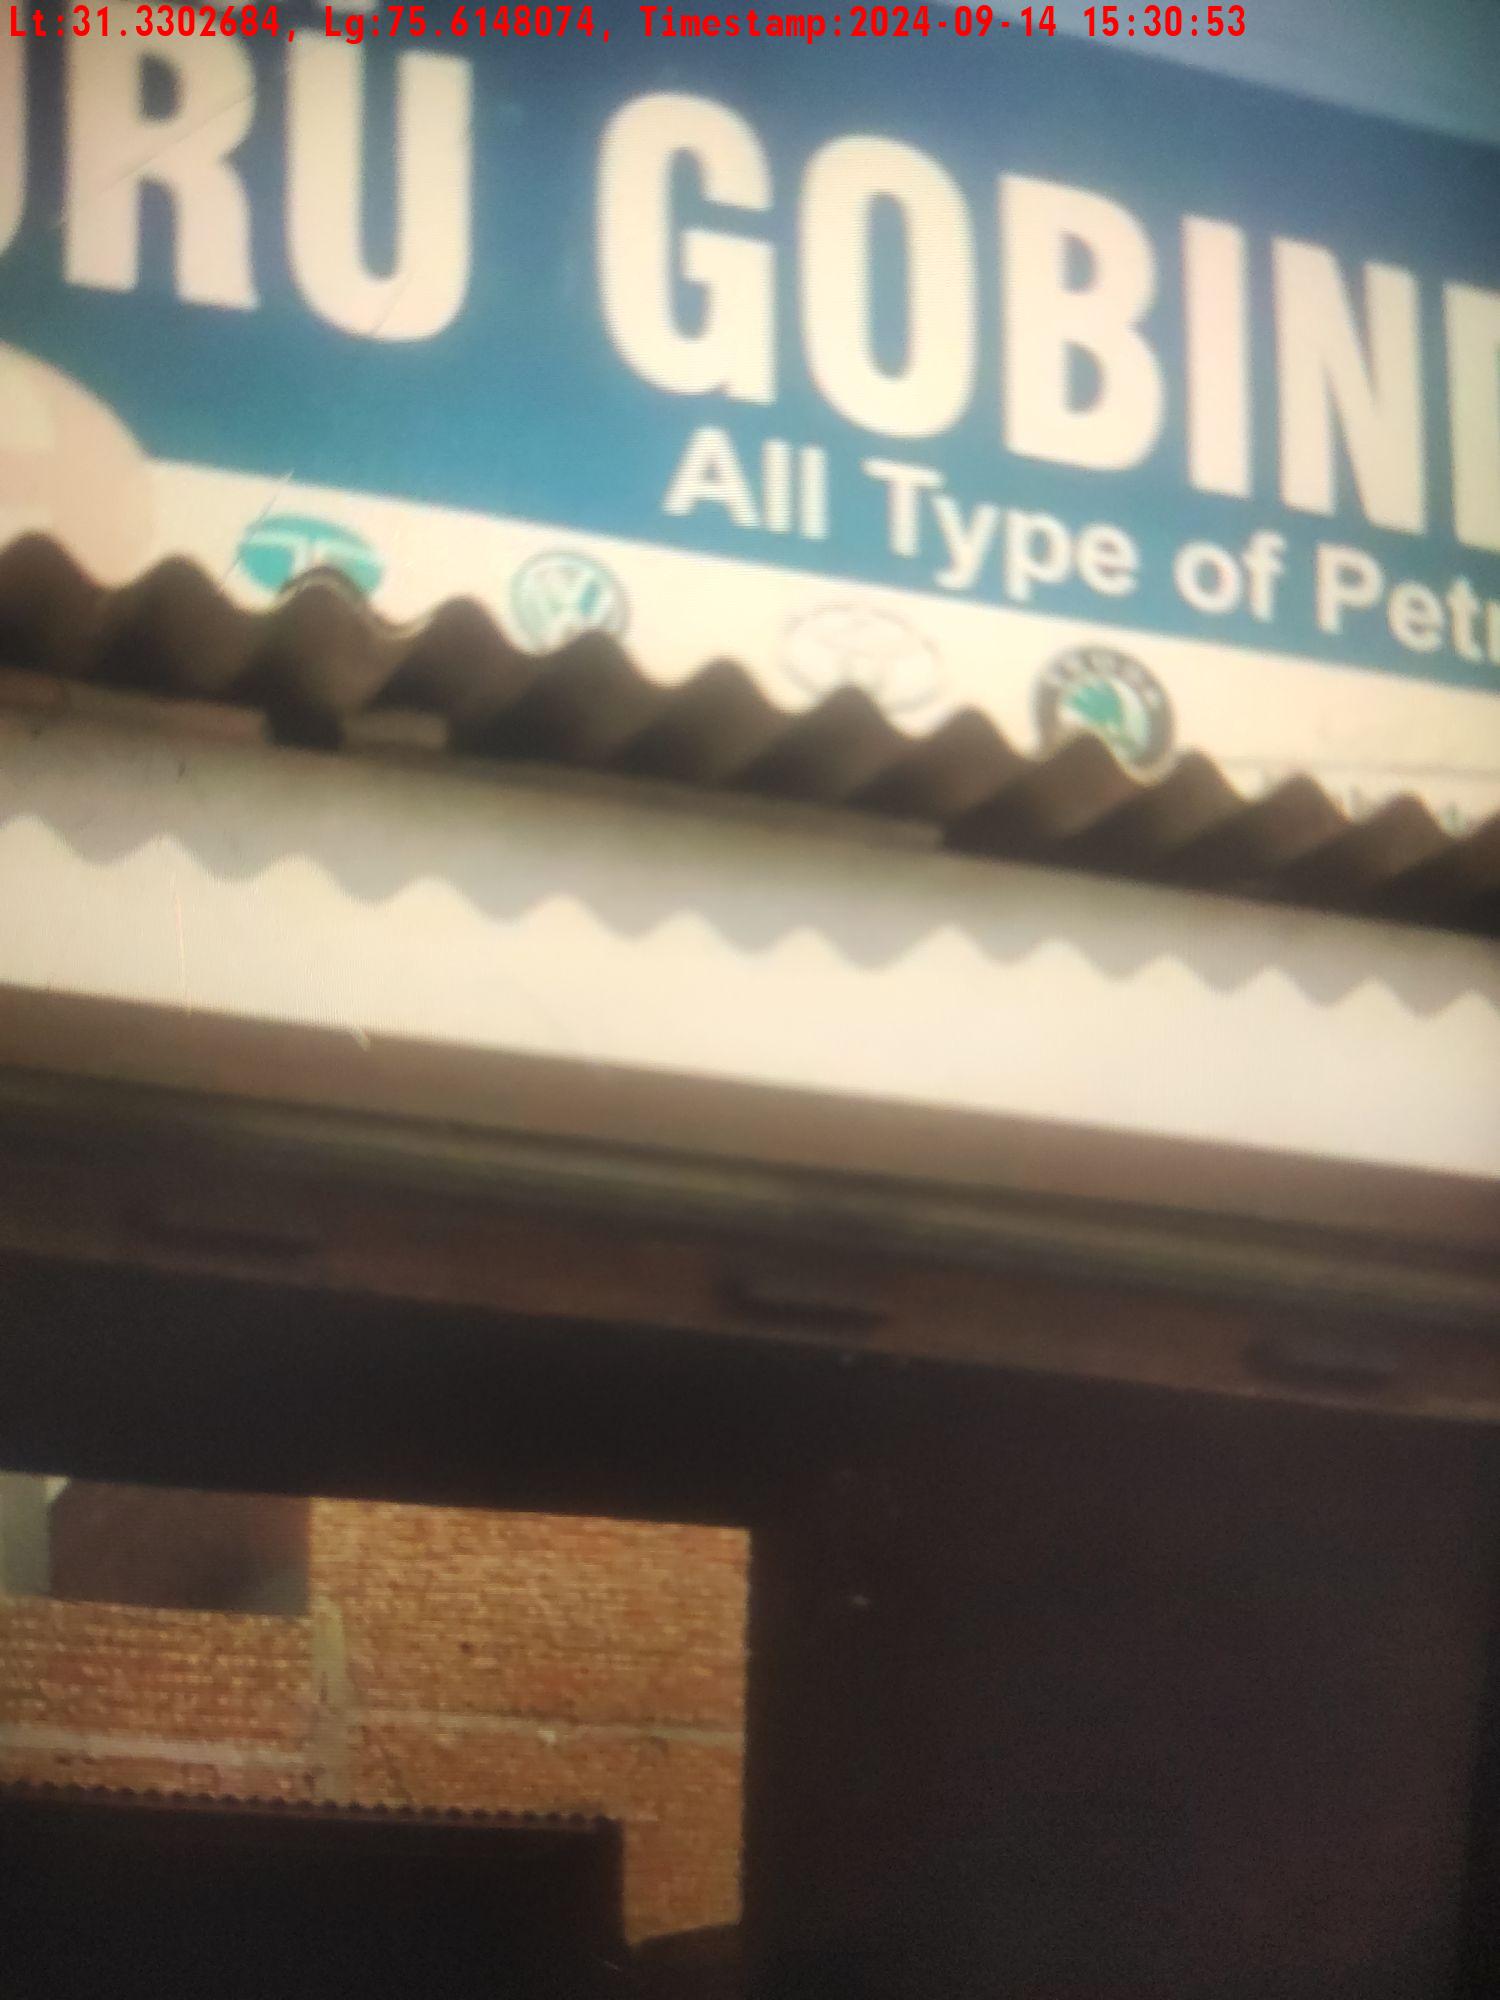 Lt:31.3302684, Lg:75.6148074, Timestamp:2024-09-14 15:30:53
URU GOBIN
All Type of Pet
SKODA